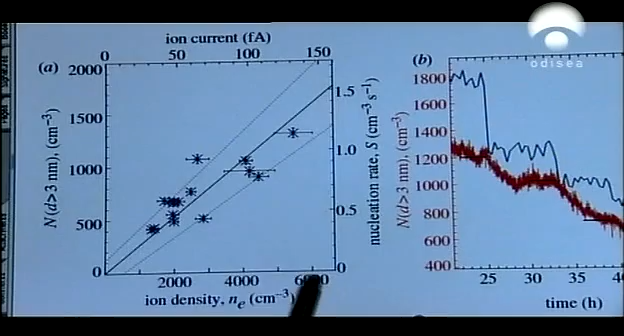 odisea
ion current (fA)
0 50 100 150
(a)
2000
1500
1000
500
0
N(d>3 nm), (cm⁻³)
1.5
1.0
0.5
0
nucleation rate, S (cm⁻³ s⁻¹)
0 2000 4000
ion density, nₑ (cm⁻³)
(b)
1800
1600
1400
1200
1000
800
600
400
N(d>3 nm), (cm⁻³)
25 30 35
time (h)